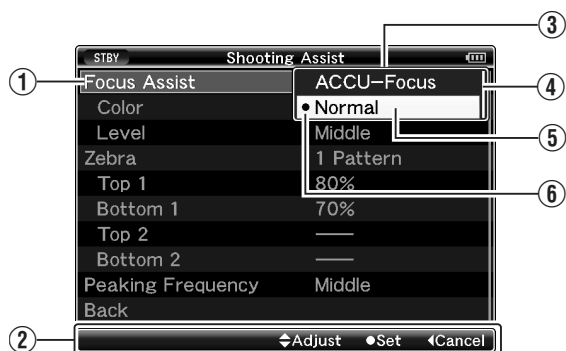 STBY Shooting Assist
Focus Assist ACCU-Focus
Color ●Normal
Level Middle
Zebra 1 Pattern
Top 1 80%
Bottom 1 70%
Top 2 ——
Bottom 2 ——
Peaking Frequency Middle
Back
Adjust ●Set ◀Cancel
①
②
③
④
⑤
⑥